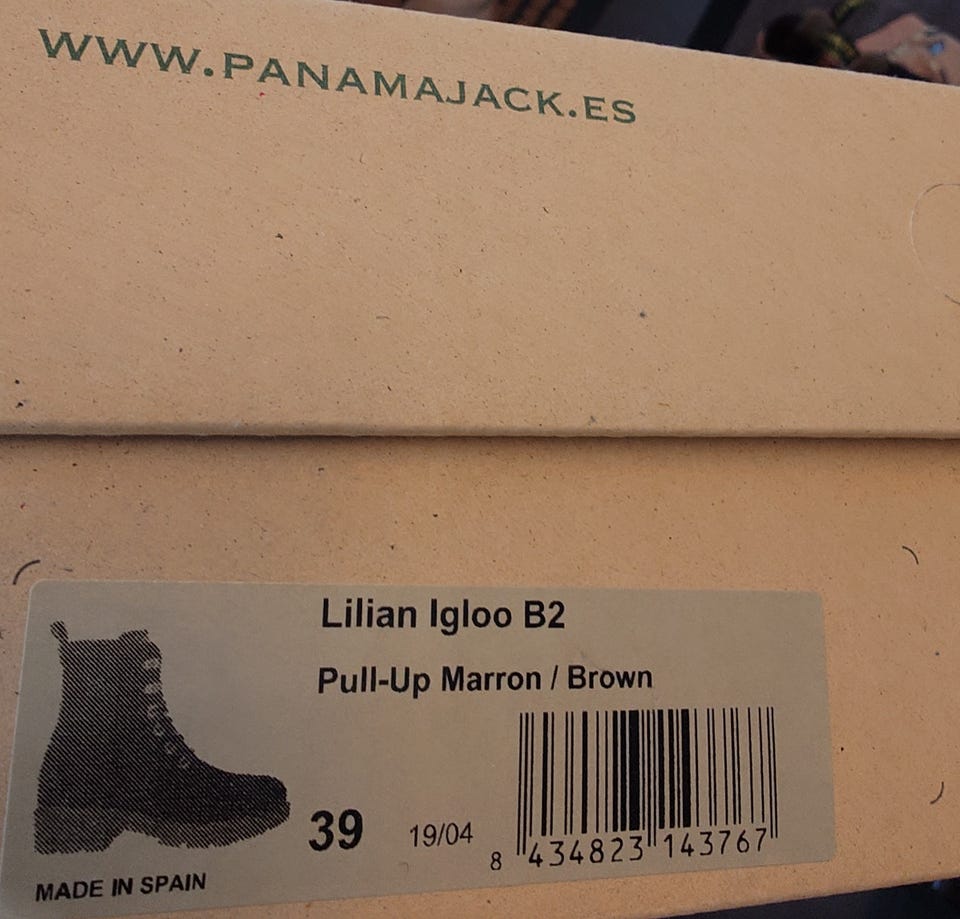 WWW.PANAMAJACK.ES
Lilian Igloo B2
Pull-Up Marron / Brown
39 19/04
8 434823 143767
MADE IN SPAIN